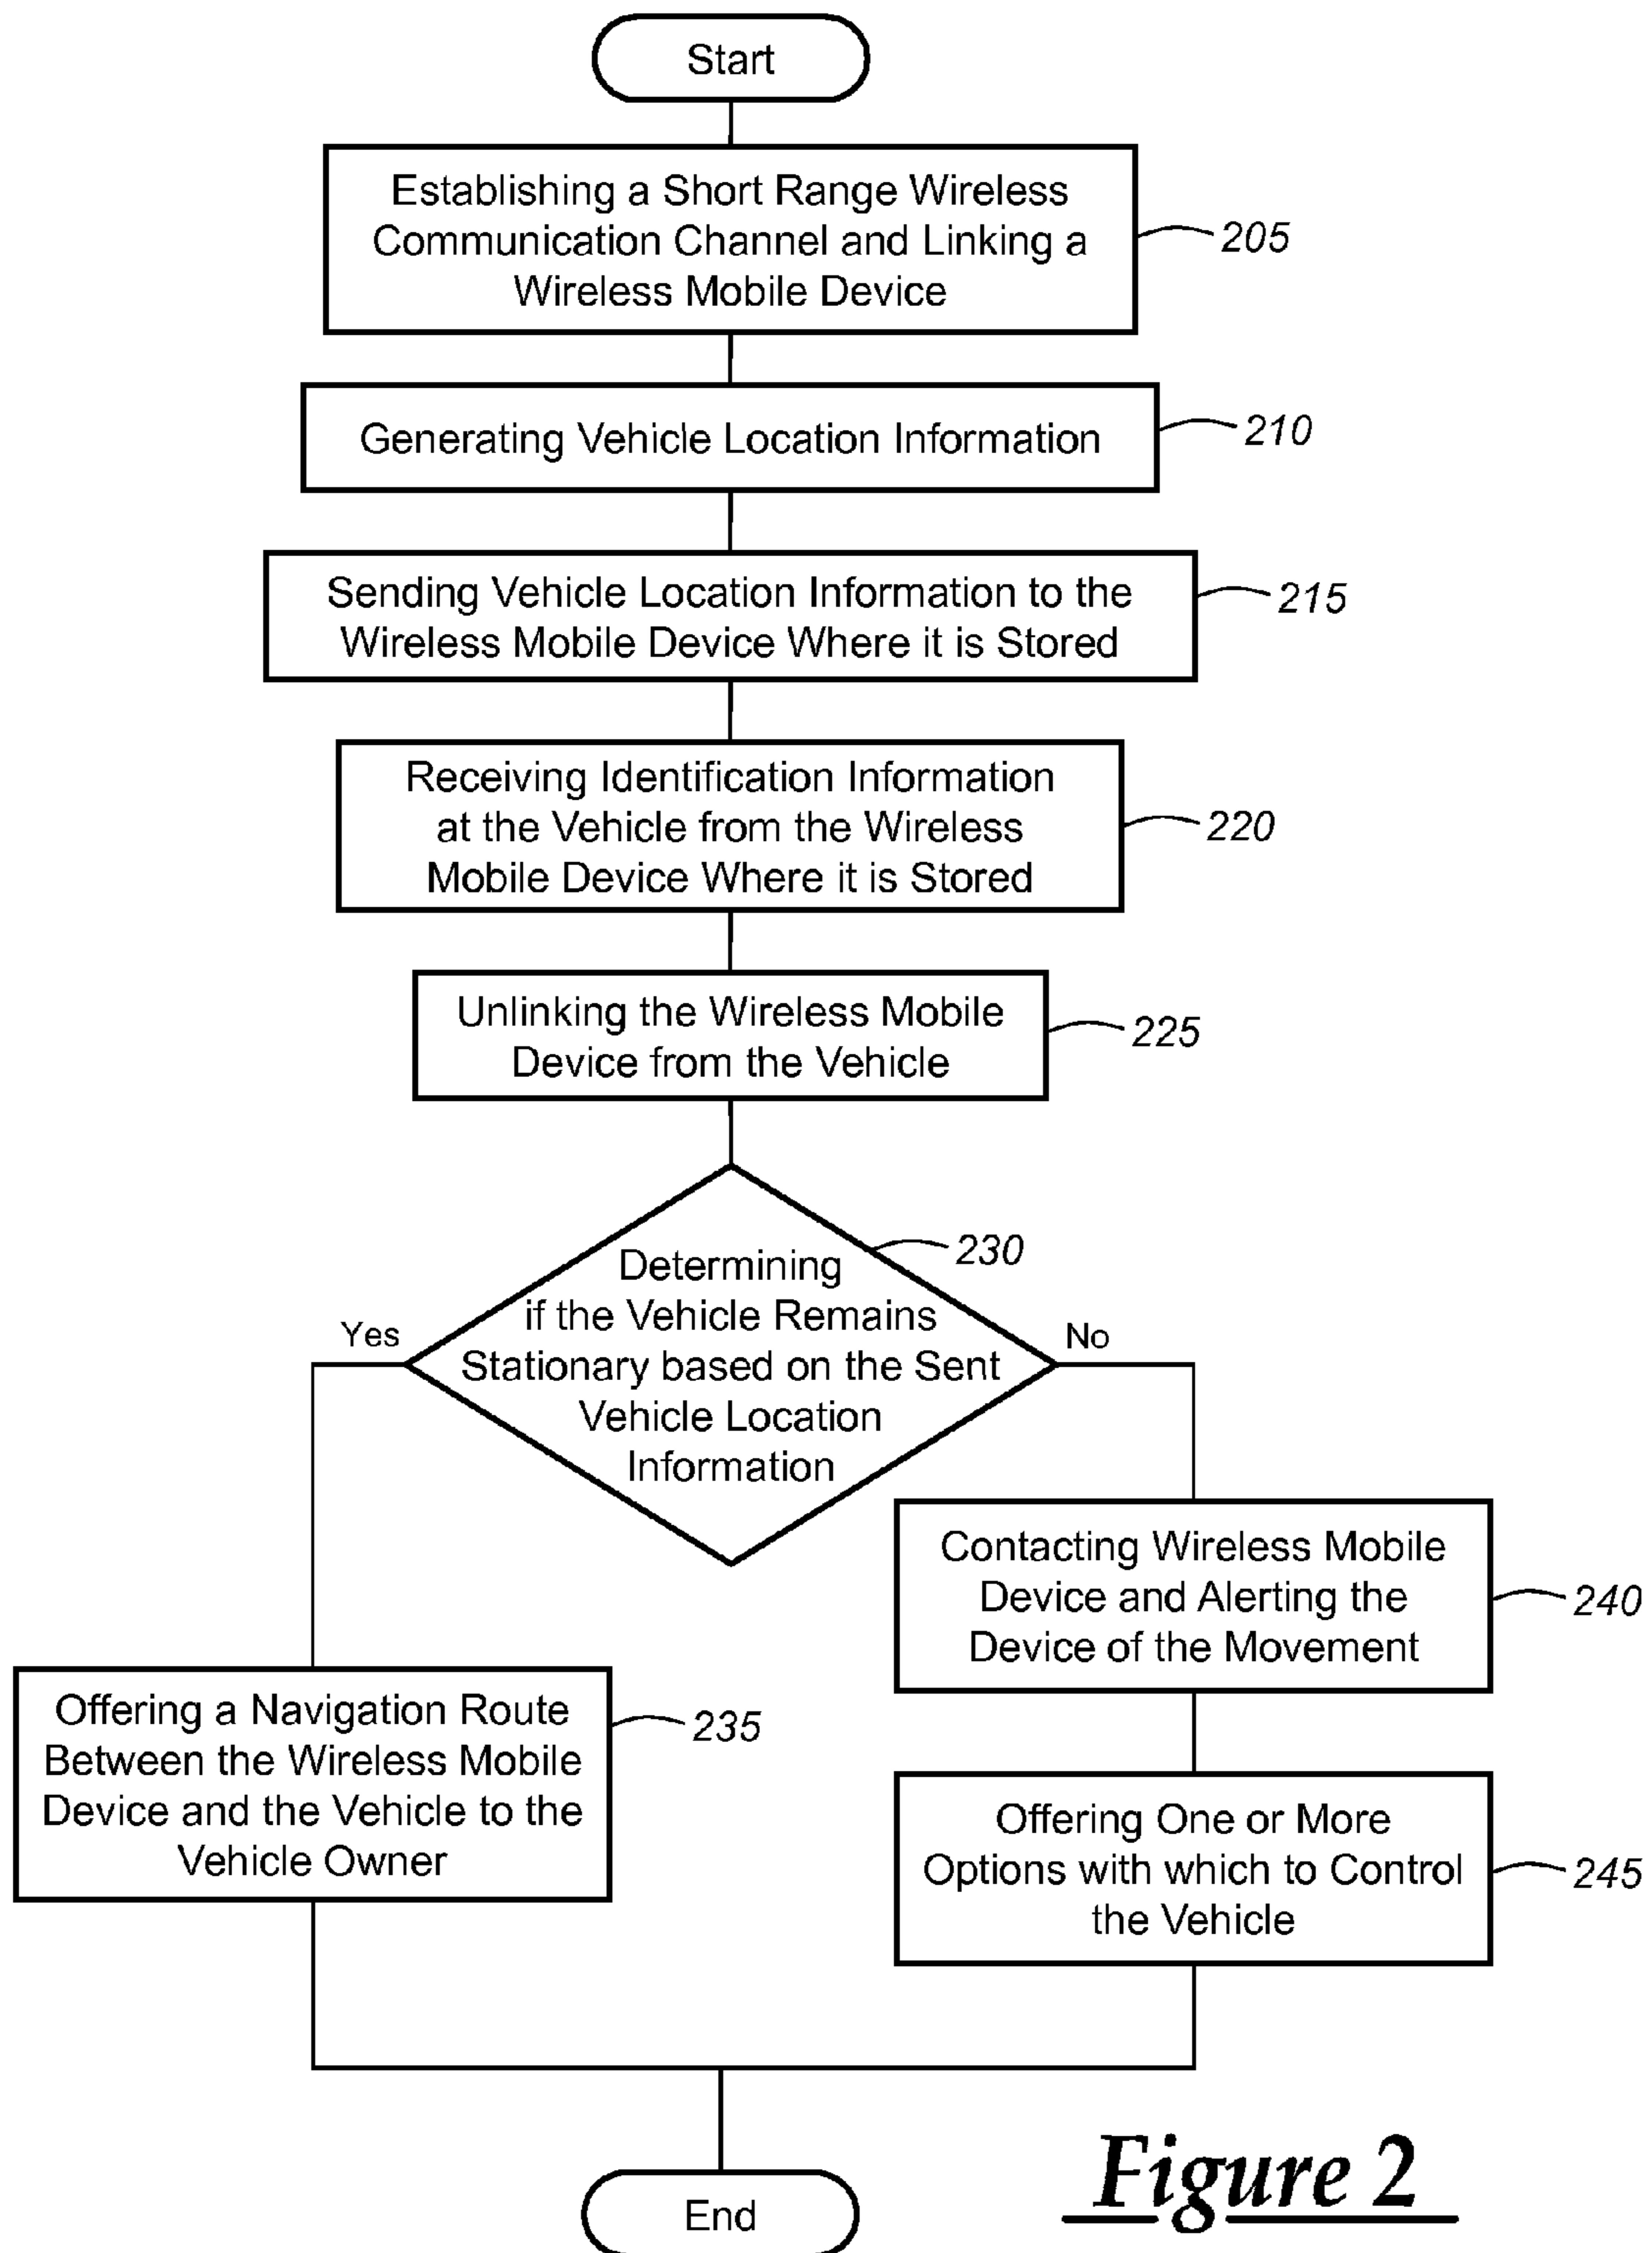 Start
Establishing a Short Range Wireless
Communication Channel and Linking a
Wireless Mobile Device
205
Generating Vehicle Location Information
210
Sending Vehicle Location Information to the
Wireless Mobile Device Where it is Stored
215
Receiving Identification Information
at the Vehicle from the Wireless
Mobile Device Where it is Stored
220
Unlinking the Wireless Mobile
Device from the Vehicle
225
Determining
if the Vehicle Remains
Stationary based on the Sent
Vehicle Location
Information
230
Yes
No
Contacting Wireless Mobile
Device and Alerting the
Device of the Movement
240
Offering a Navigation Route
Between the Wireless Mobile
Device and the Vehicle to the
Vehicle Owner
235
Offering One or More
Options with which to Control
the Vehicle
245
End
Figure 2